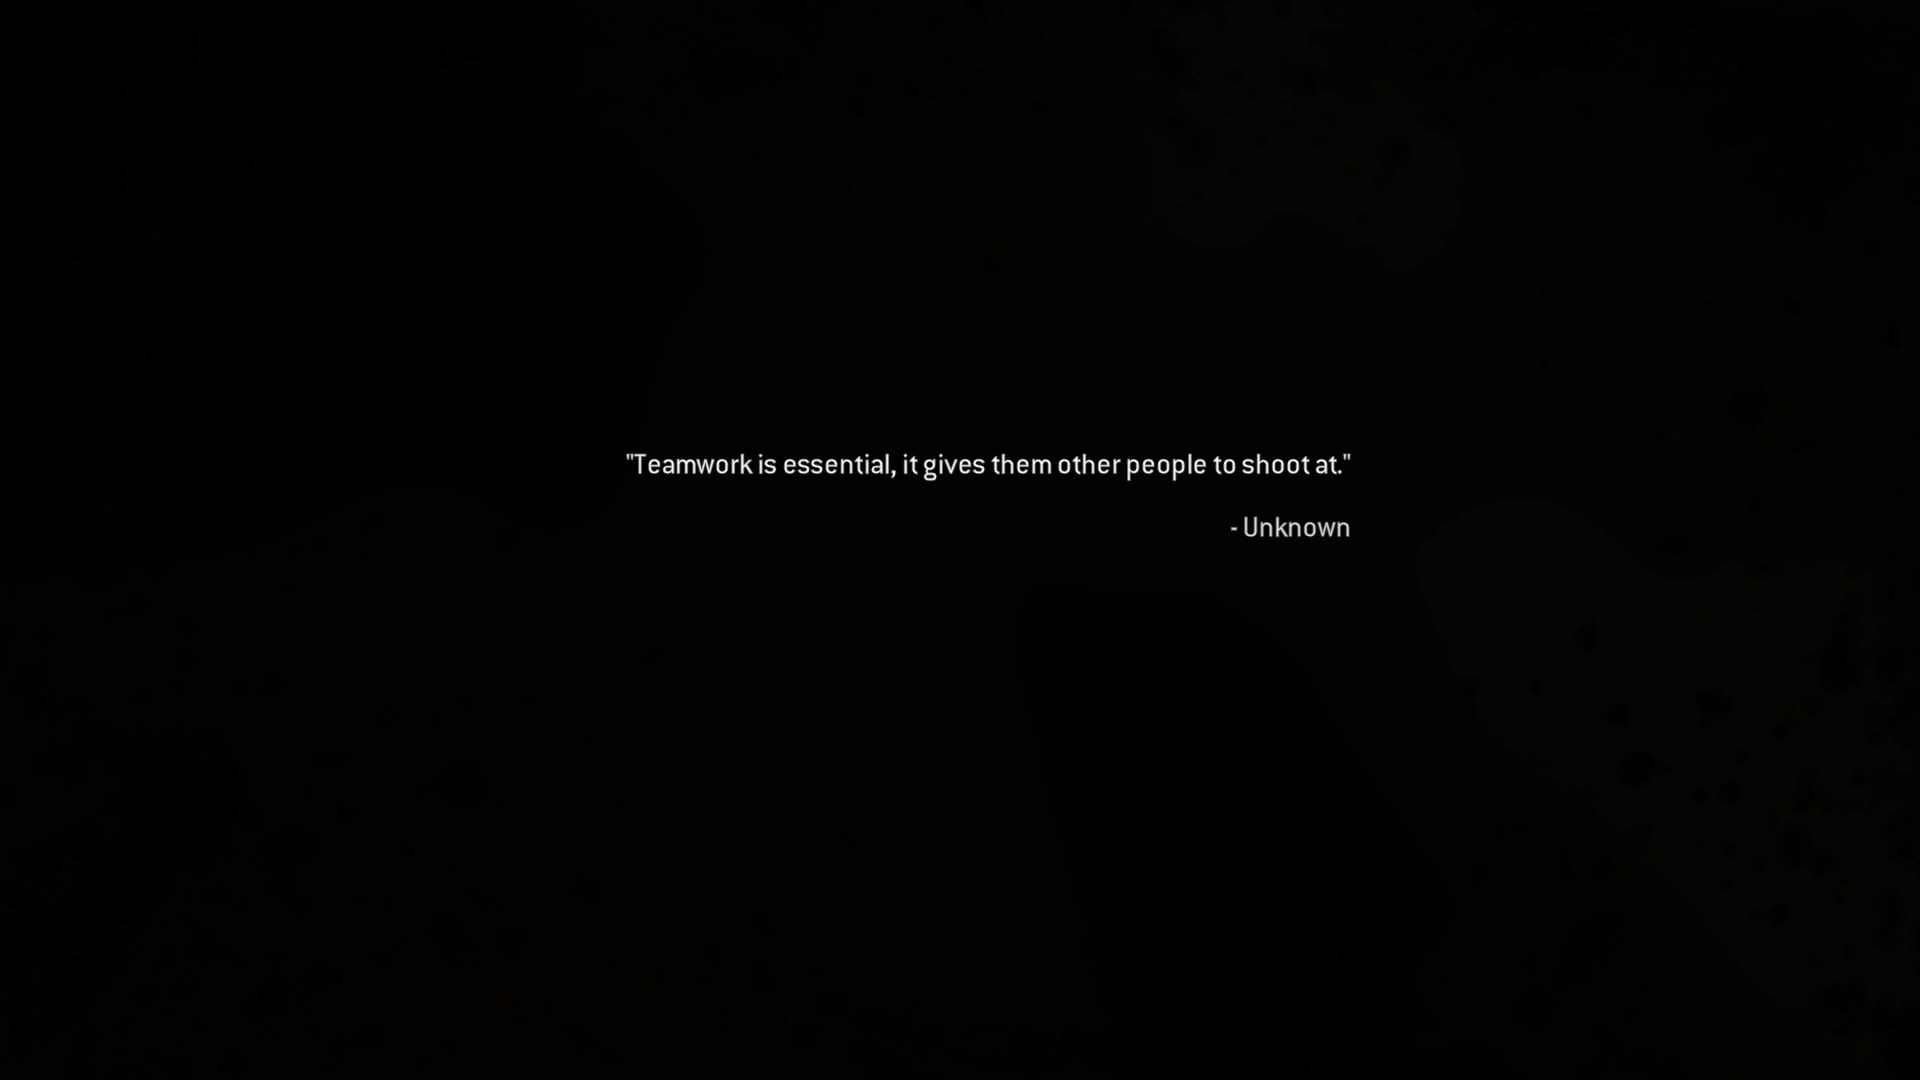 "Teamwork is essential, it gives them other people to shoot at."
- Unknown